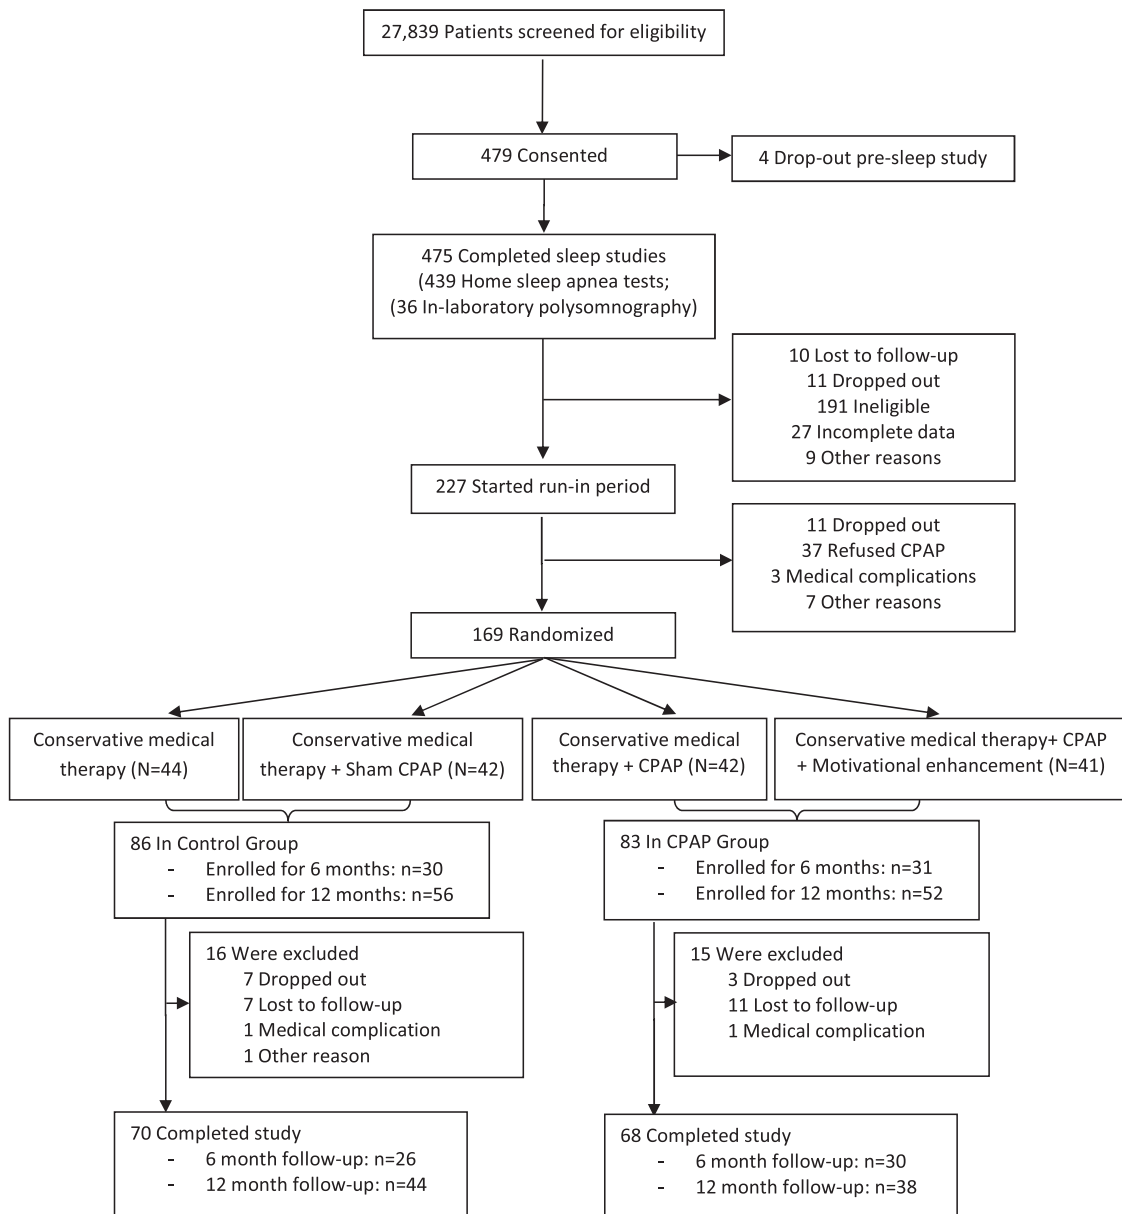 27,839 Patients screened for eligibility
479 Consented
4 Drop-out pre-sleep study
475 Completed sleep studies
(439 Home sleep apnea tests;
(36 In-laboratory polysomnography)
10 Lost to follow-up
11 Dropped out
191 Ineligible
27 Incomplete data
9 Other reasons
227 Started run-in period
11 Dropped out
37 Refused CPAP
3 Medical complications
7 Other reasons
169 Randomized
Conservative medical
therapy (N=44)
Conservative medical
therapy + Sham CPAP (N=42)
Conservative medical
therapy + CPAP (N=42)
Conservative medical therapy+ CPAP
+ Motivational enhancement (N=41)
86 In Control Group
- Enrolled for 6 months: n=30
- Enrolled for 12 months: n=56
83 In CPAP Group
- Enrolled for 6 months: n=31
- Enrolled for 12 months: n=52
16 Were excluded
7 Dropped out
7 Lost to follow-up
1 Medical complication
1 Other reason
15 Were excluded
3 Dropped out
11 Lost to follow-up
1 Medical complication
70 Completed study
- 6 month follow-up: n=26
- 12 month follow-up: n=44
68 Completed study
- 6 month follow-up: n=30
- 12 month follow-up: n=38